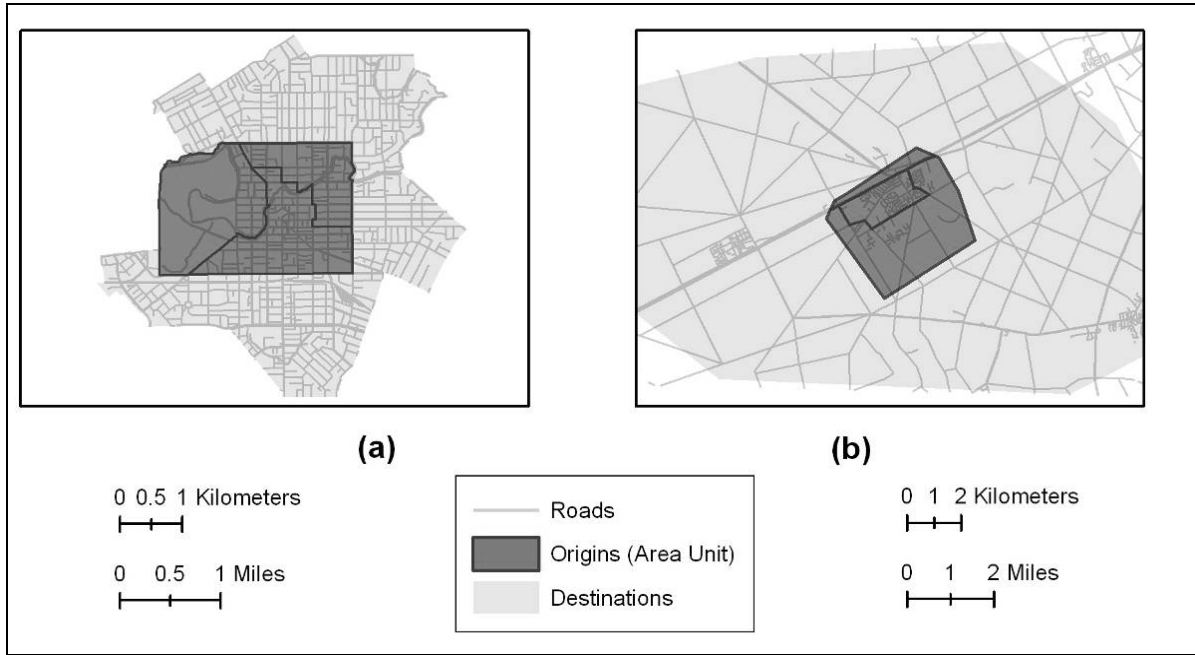 (a)
(b)
0 0.5 1 Kilometers
0 0.5 1 Miles
Roads
Origins (Area Unit)
Destinations
0 1 2 Kilometers
0 1 2 Miles